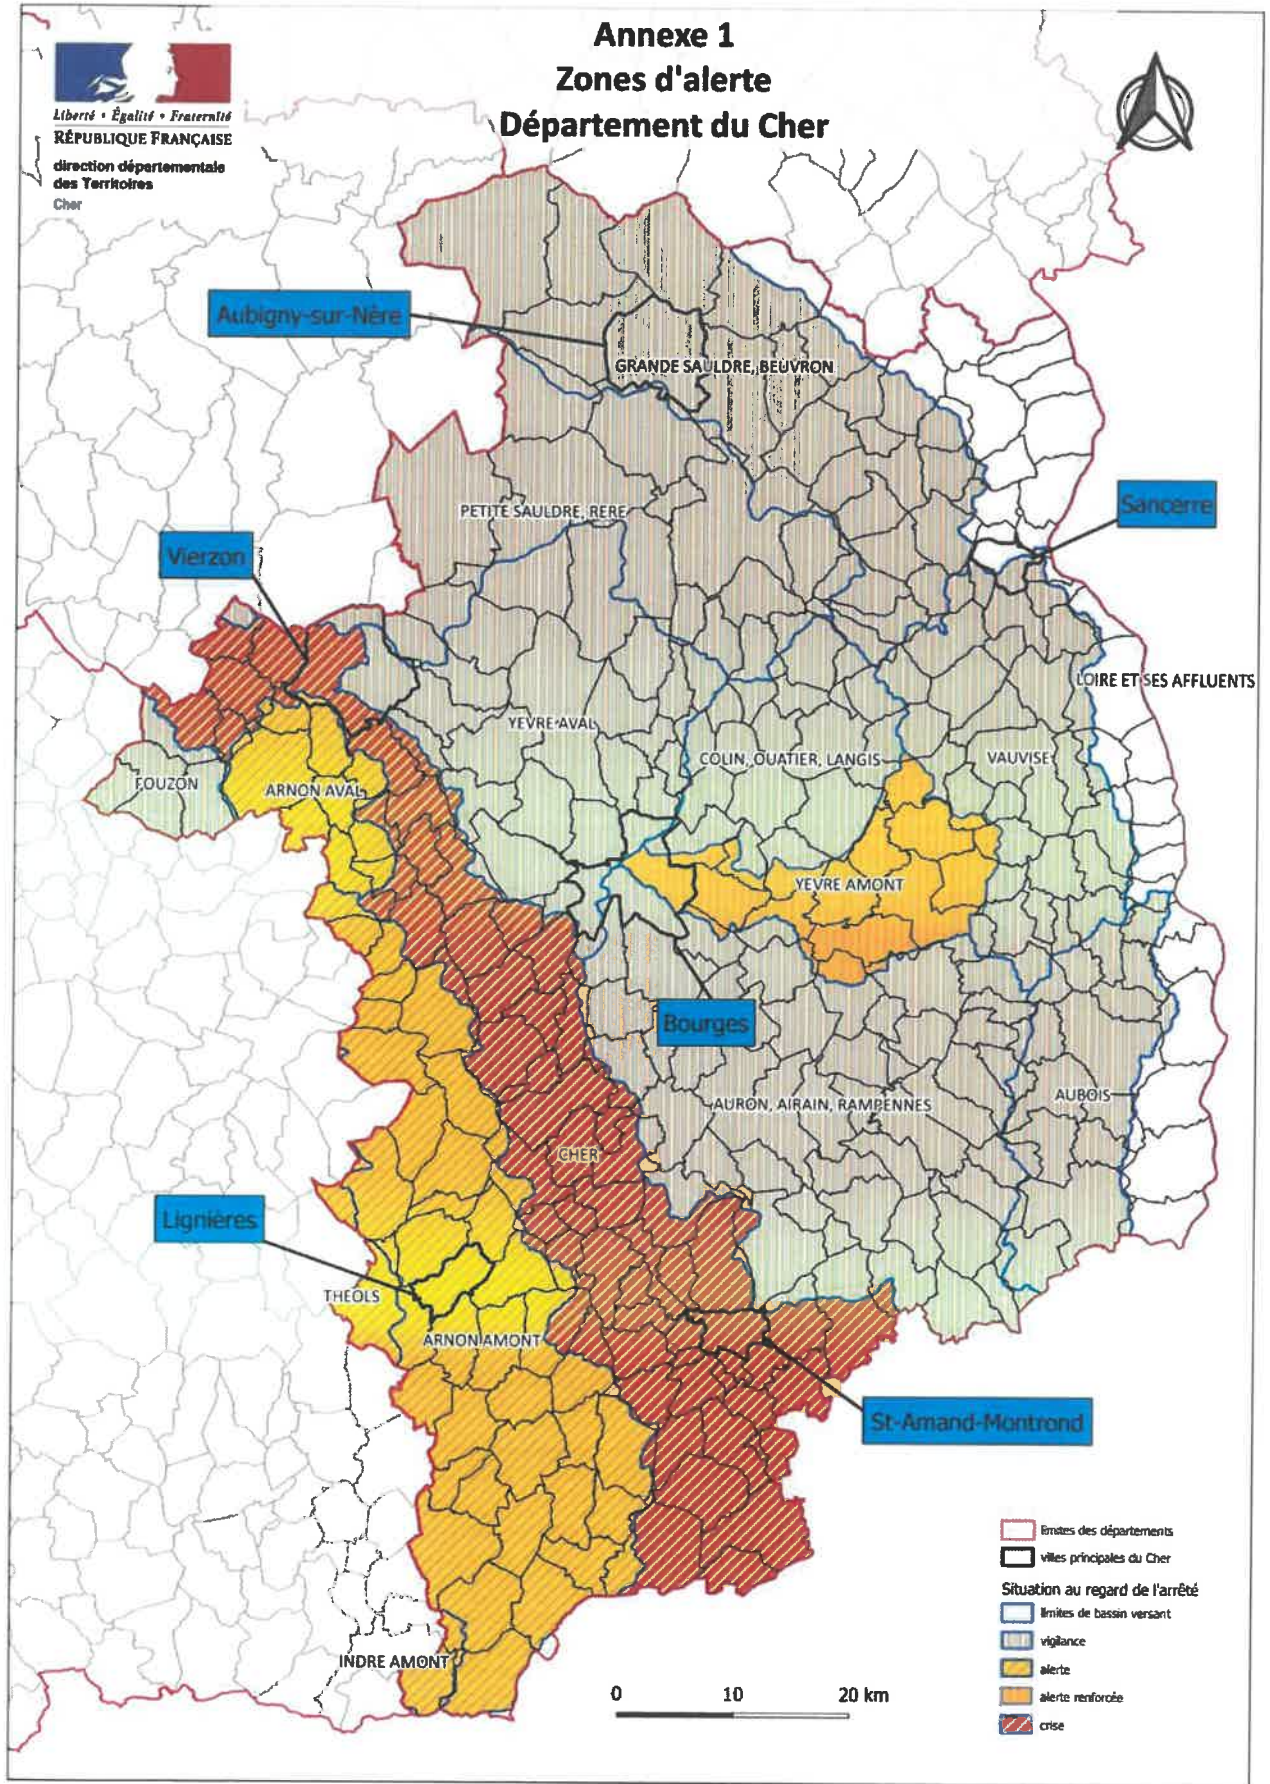 Annexe 1
Zones d'alerte
Département du Cher
Liberté • Égalité • Fraternité
RÉPUBLIQUE FRANÇAISE
direction départementale
des Territoires
Cher
Aubigny-sur-Nère
GRANDE SAULDRE, BEUVRON
Sancerre
PETITE SAULDRE, RERE
Vierzon
LOIRE ET SES AFFLUENTS
YEVRE AVAL
COLIN, OUATIER, LANGIS
VAUVISE
FOUZON
ARNON AVAL
YEVRE AMONT
Bourges
AUBOIS
AURON, AIRAIN, RAMPENNES
CHER
Lignières
THEOLS
ARNON AMONT
St-Amand-Montrond
limites des départements
villes principales du Cher
Situation au regard de l'arrêté
limites de bassin versant
vigilance
alerte
alerte renforcée
crise
INDRE AMONT
0 10 20 km